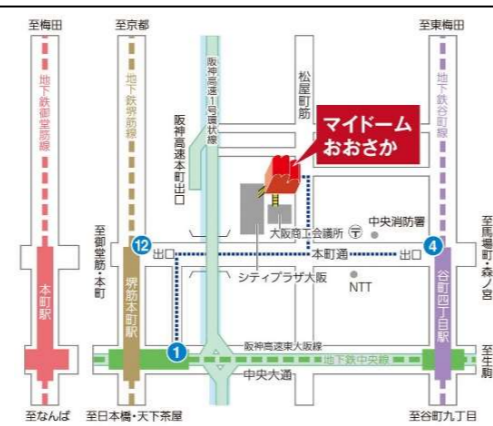 至梅田
至京都
至東梅田
地下鉄御堂筋線
地下鉄堺筋線
阪神高速1号環状線
松屋町筋
地下鉄谷町線
阪神高速本町出口
マイドーム
おおさか
大阪商工会議所
中央消防署
至御堂筋・本町
至馬場町・森ノ宮
12
出口
本町通
出口
4
シティプラザ大阪
NTT
本町駅
堺筋本町駅
谷町四丁目駅
1
阪神高速東大阪線
地下鉄中央線
中央大通
至生駒
至なんば
至日本橋・天下茶屋
至谷町九丁目